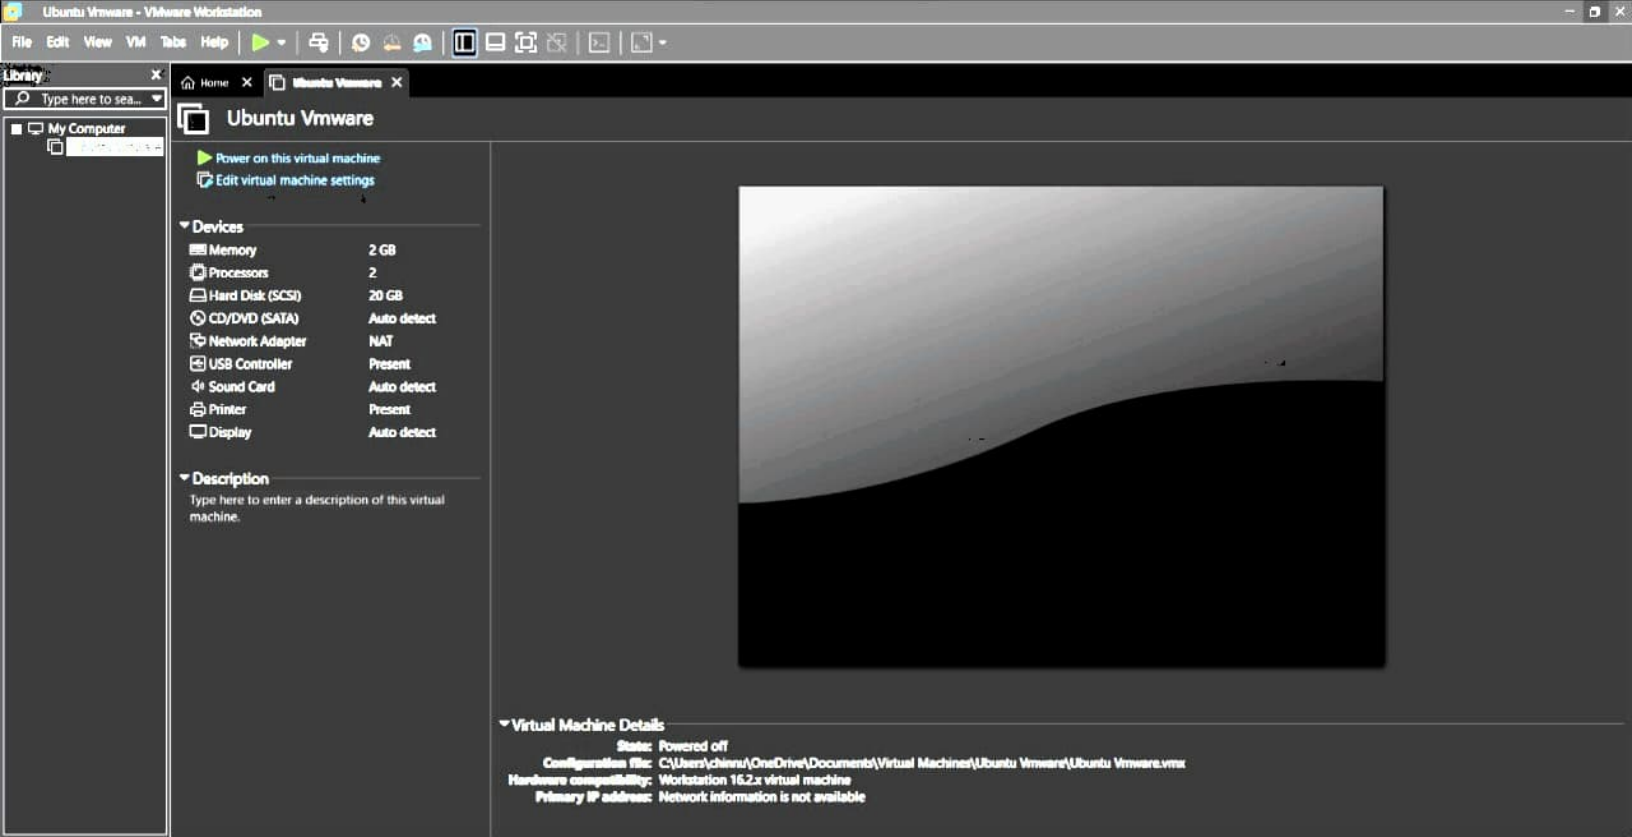 Ubuntu Vmware - VMware Workstation
File Edit View VM Tabs Help
Library
Type here to sea...
My Computer
Home
Ubuntu Vmware
Ubuntu Vmware
Power on this virtual machine
Edit virtual machine settings
Devices
Memory 2 GB
Processors 2
Hard Disk (SCSI) 20 GB
CD/DVD (SATA) Auto detect
Network Adapter NAT
USB Controller Present
Sound Card Auto detect
Printer Present
Display Auto detect
Description
Type here to enter a description of this virtual
machine.
Virtual Machine Details
State: Powered off
Configuration file: C:\Users\chinnu\OneDrive\Documents\Virtual Machines\Ubuntu Vmware\Ubuntu Vmware.vmx
Hardware compatibility: Workstation 16.2.x virtual machine
Primary IP address: Network information is not available